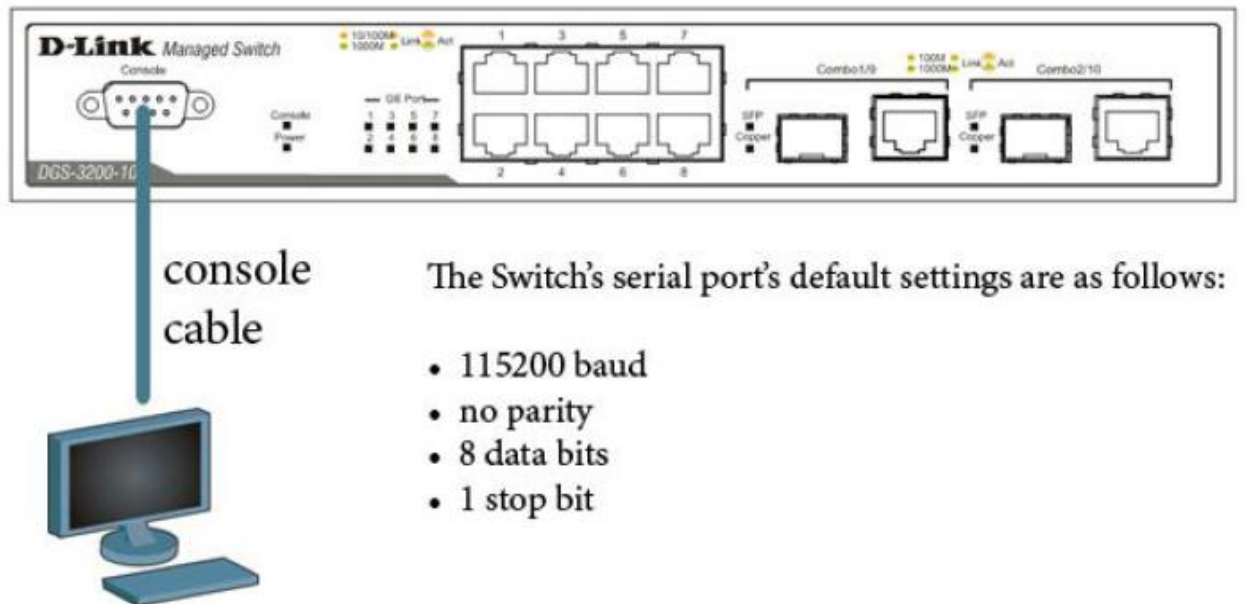 D-Link Managed Switch
Console
10/100M
1000M
Link
Act
Console
Power
GE Port
1 3 5 7
2 4 6 8
1 3 5 7
2 4 6 8
Combo1/9
100M
1000M
Link
Act
Combo2/10
SFP
Copper
SFP
Copper
DGS-3200-10
console
cable
The Switch's serial port's default settings are as follows:
• 115200 baud
• no parity
• 8 data bits
• 1 stop bit